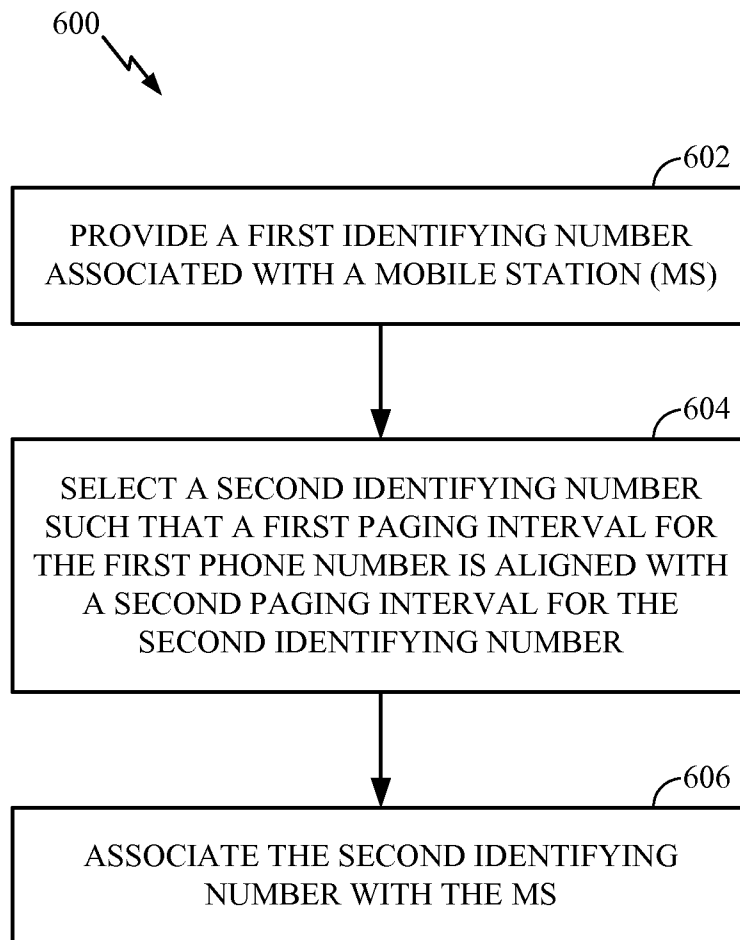 600
602
PROVIDE A FIRST IDENTIFYING NUMBER
ASSOCIATED WITH A MOBILE STATION (MS)
604
SELECT A SECOND IDENTIFYING NUMBER
SUCH THAT A FIRST PAGING INTERVAL FOR
THE FIRST PHONE NUMBER IS ALIGNED WITH
A SECOND PAGING INTERVAL FOR THE
SECOND IDENTIFYING NUMBER
606
ASSOCIATE THE SECOND IDENTIFYING
NUMBER WITH THE MS